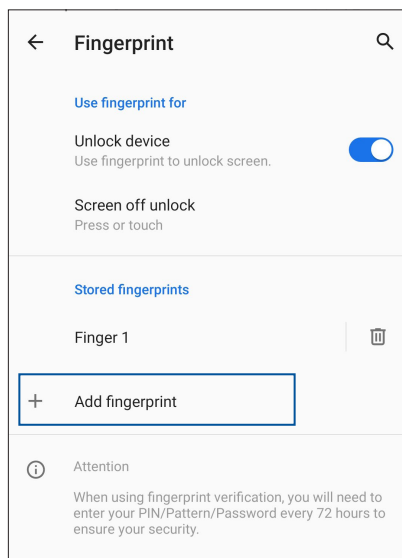 Fingerprint
Use fingerprint for
Unlock device
Use fingerprint to unlock screen.
Screen off unlock
Press or touch
Stored fingerprints
Finger 1
Add fingerprint
Attention
When using fingerprint verification, you will need to
enter your PIN/Pattern/Password every 72 hours to
ensure your security.